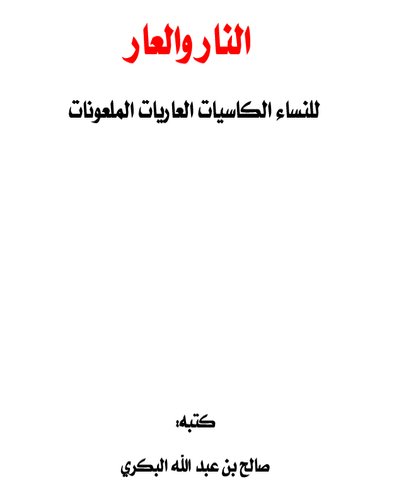 النار والعار
للنساء الكاسيات العاريات الملعونات
كتبه:
صالح بن عبد الله البكري